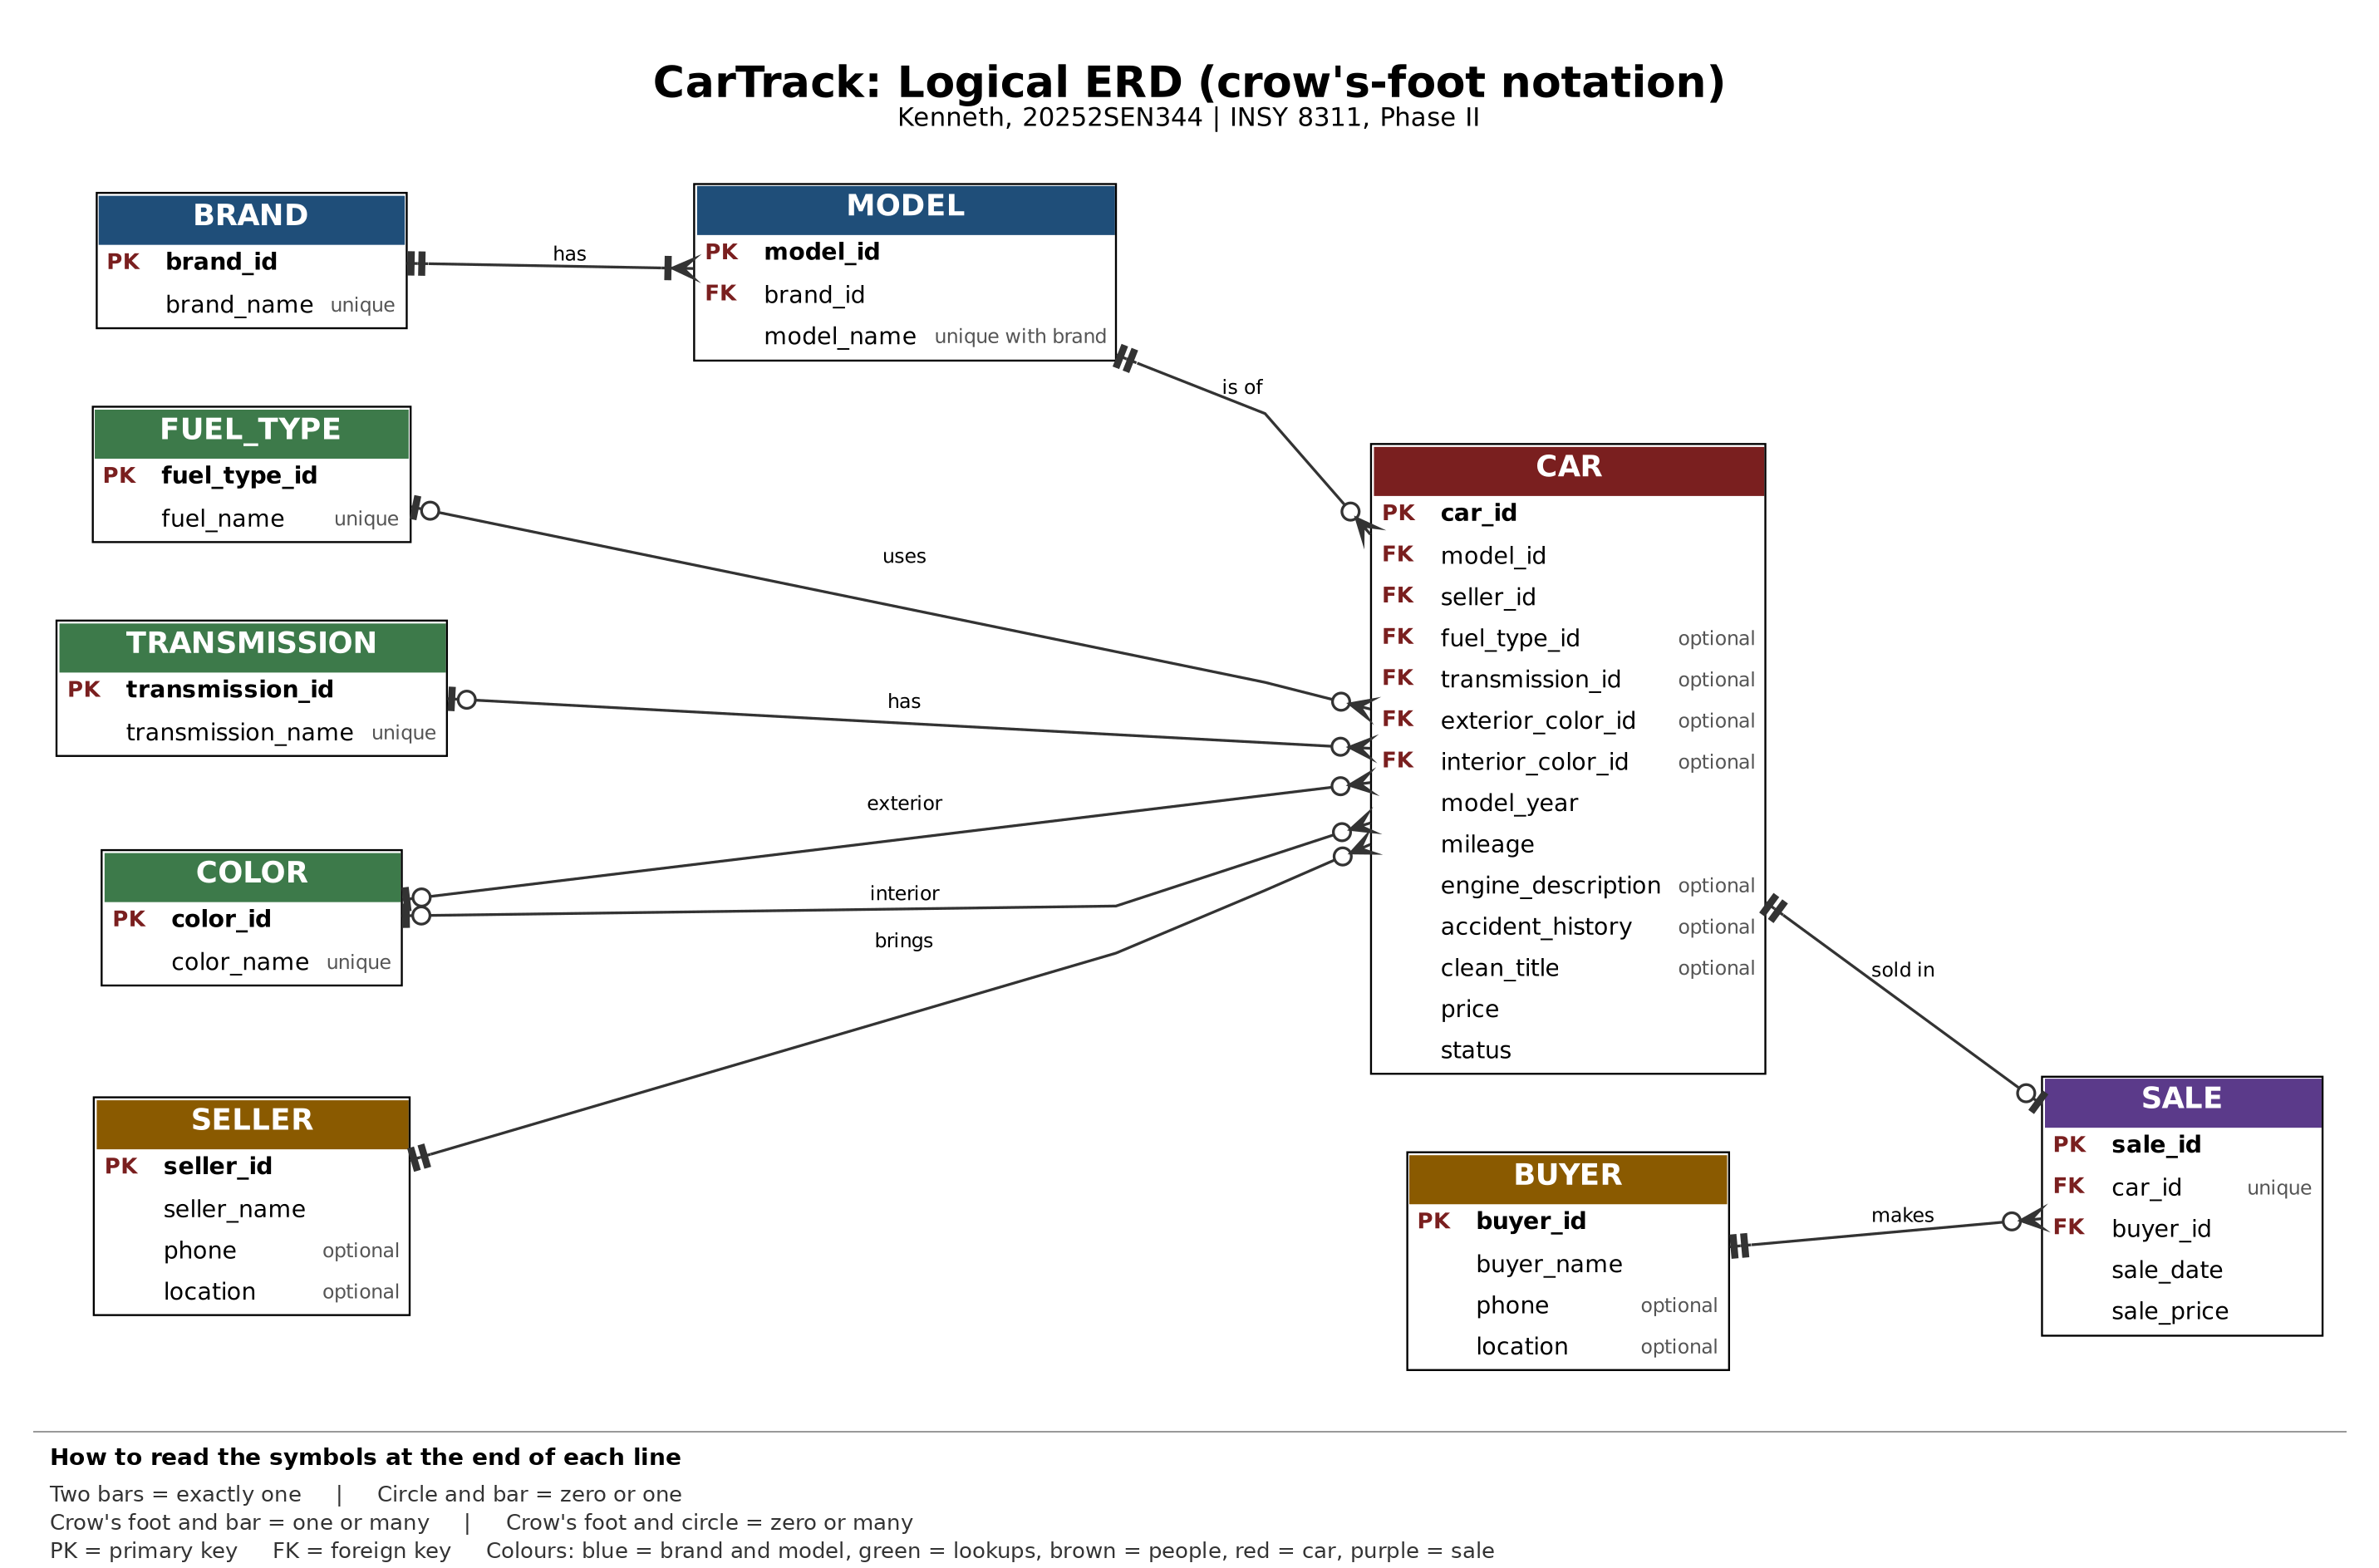 CarTrack: Logical ERD (crow's-foot notation)
Kenneth, 20252SEN344 | INSY 8311, Phase II
BRAND
PK brand_id
brand_name unique
has
MODEL
PK model_id
FK brand_id
model_name unique with brand
is of
FUEL_TYPE
PK fuel_type_id
fuel_name unique
uses
TRANSMISSION
PK transmission_id
transmission_name unique
has
COLOR
PK color_id
color_name unique
exterior
interior
brings
SELLER
PK seller_id
seller_name
phone optional
location optional
CAR
PK car_id
FK model_id
FK seller_id
FK fuel_type_id optional
FK transmission_id optional
FK exterior_color_id optional
FK interior_color_id optional
model_year
mileage
engine_description optional
accident_history optional
clean_title optional
price
status
sold in
BUYER
PK buyer_id
buyer_name
phone optional
location optional
makes
SALE
PK sale_id
FK car_id unique
FK buyer_id
sale_date
sale_price
How to read the symbols at the end of each line
Two bars = exactly one | Circle and bar = zero or one
Crow's foot and bar = one or many | Crow's foot and circle = zero or many
PK = primary key FK = foreign key Colours: blue = brand and model, green = lookups, brown = people, red = car, purple = sale